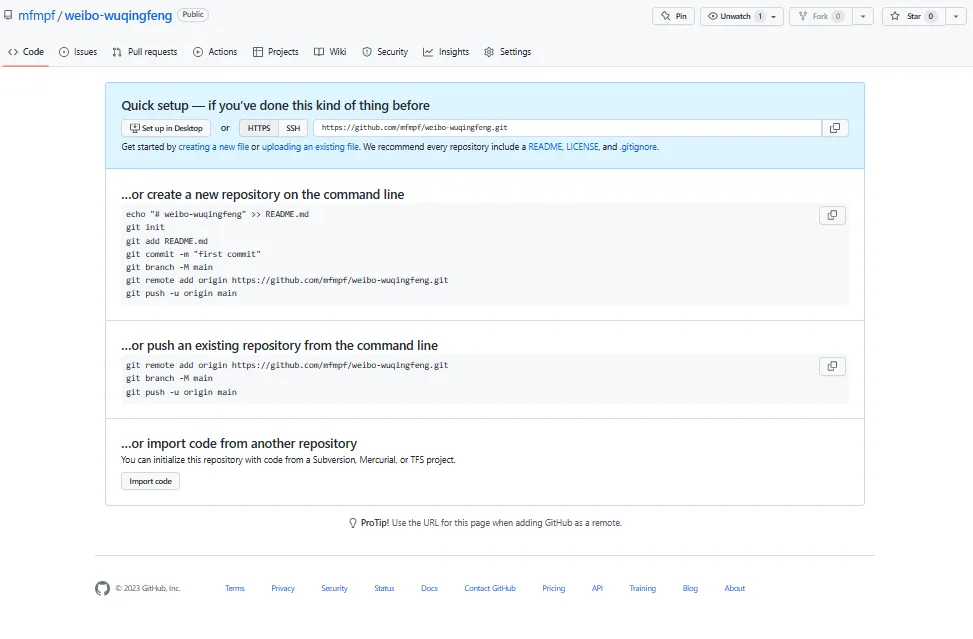 mfmpf / weibo-wuqingfeng Public Pin Unwatch 1 Fork 0 Star 0
Code Issues Pull requests Actions Projects Wiki Security Insights Settings
Quick setup — if you've done this kind of thing before
Set up in Desktop or HTTPS SSH https://github.com/mfmpf/weibo-wuqingfeng.git
Get started by creating a new file or uploading an existing file. We recommend every repository include a README, LICENSE, and .gitignore.
…or create a new repository on the command line
echo "# weibo-wuqingfeng" >> README.md
git init
git add README.md
git commit -m "first commit"
git branch -M main
git remote add origin https://github.com/mfmpf/weibo-wuqingfeng.git
git push -u origin main
…or push an existing repository from the command line
git remote add origin https://github.com/mfmpf/weibo-wuqingfeng.git
git branch -M main
git push -u origin main
…or import code from another repository
You can initialize this repository with code from a Subversion, Mercurial, or TFS project.
Import code
ProTip! Use the URL for this page when adding GitHub as a remote.
© 2023 GitHub, Inc. Terms Privacy Security Status Docs Contact GitHub Pricing API Training Blog About